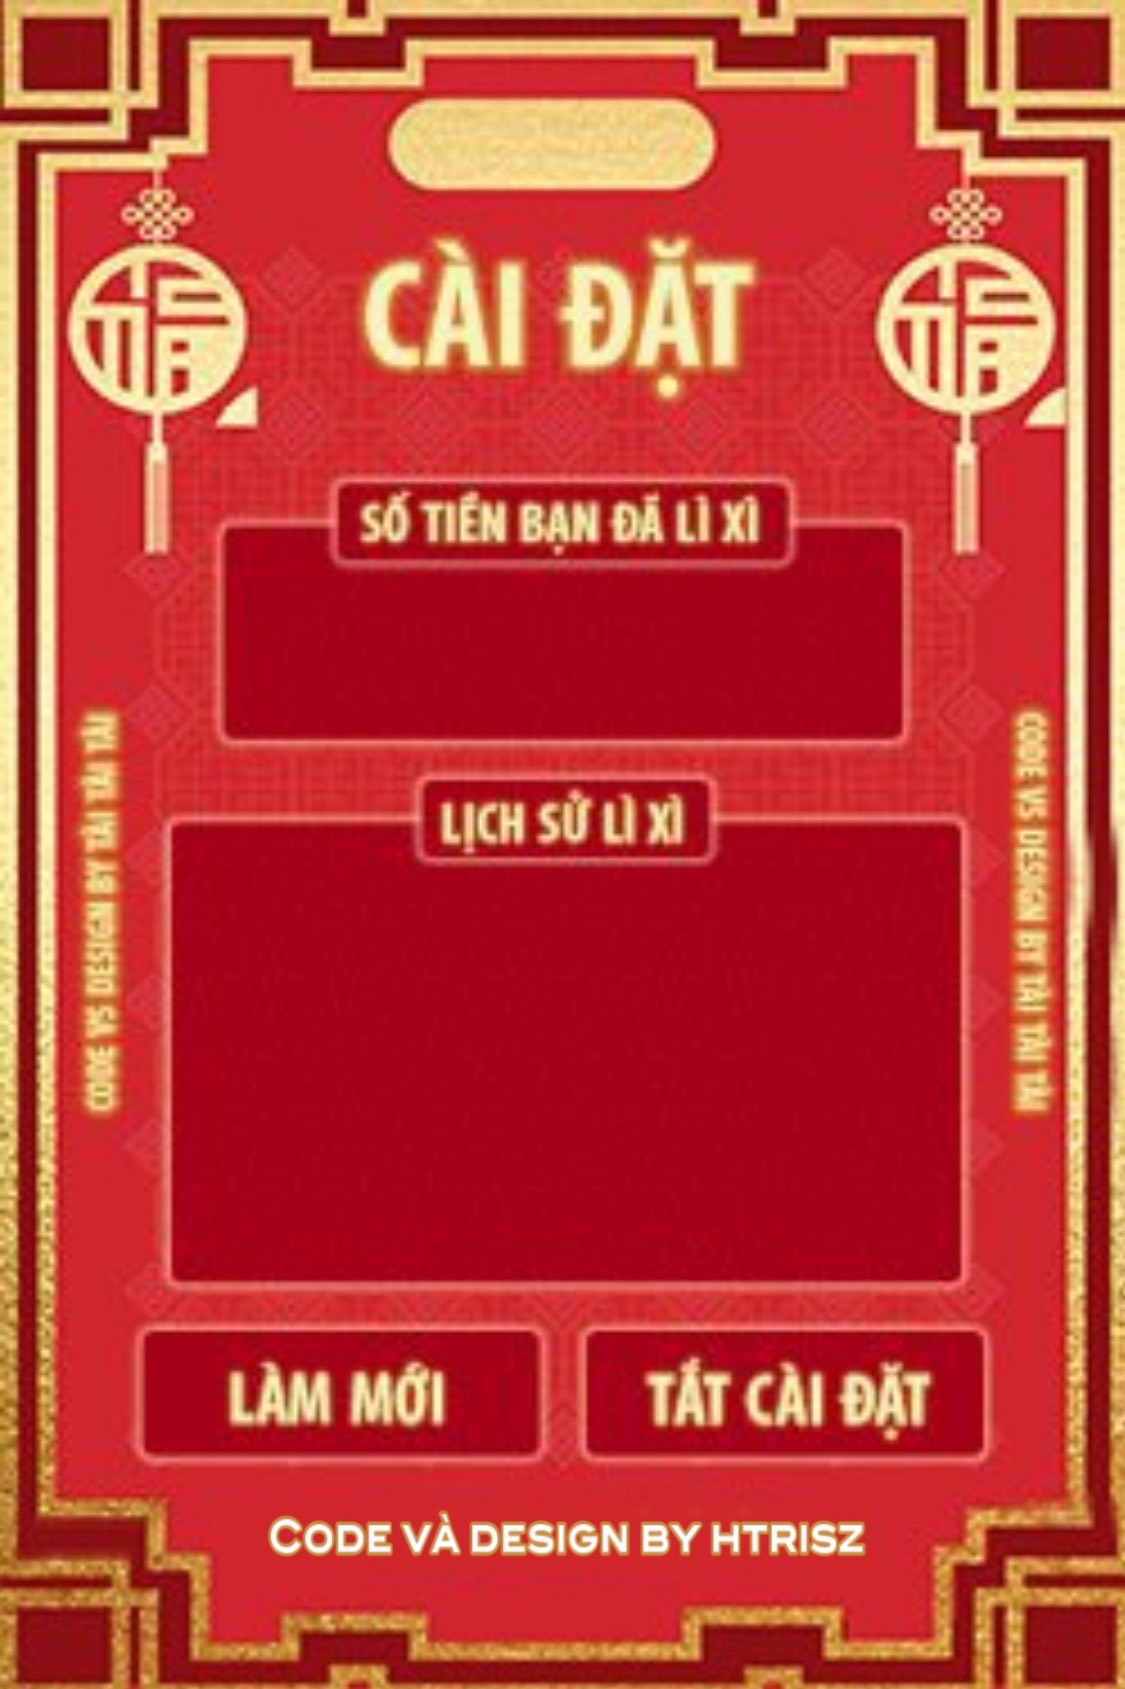 CÀI ĐẶT
SỐ TIỀN BẠN ĐÃ LÌ XÌ
LỊCH SỬ LÌ XÌ
CODE VS DESIGN BY TÀI TÀI TÀI
CODE VS DESIGN BY TÀI TÀI TÀI
LÀM MỚI
TẮT CÀI ĐẶT
CODE VÀ DESIGN BY HTRISZ